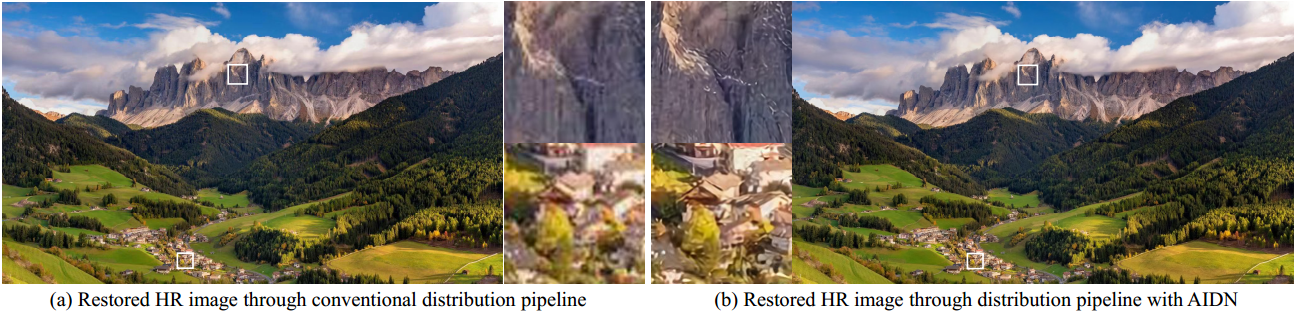 (a) Restored HR image through conventional distribution pipeline
(b) Restored HR image through distribution pipeline with AIDN